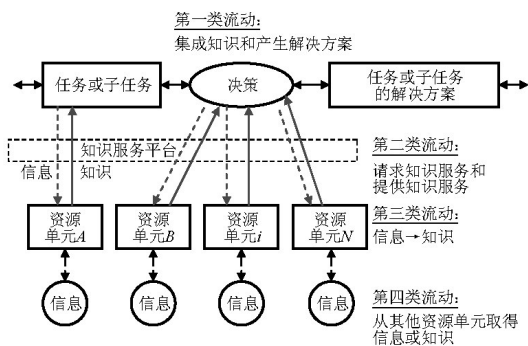 第一类流动:
集成知识和产生解决方案
任务或子任务
决策
任务或子任务
的解决方案
知识服务平台
信息
知识
第二类流动:
请求知识服务和
提供知识服务
资源
单元A
资源
单元B
资源
单元i
资源
单元N
第三类流动:
信息→知识
信息
信息
信息
信息
第四类流动:
从其他资源单元取得
信息或知识